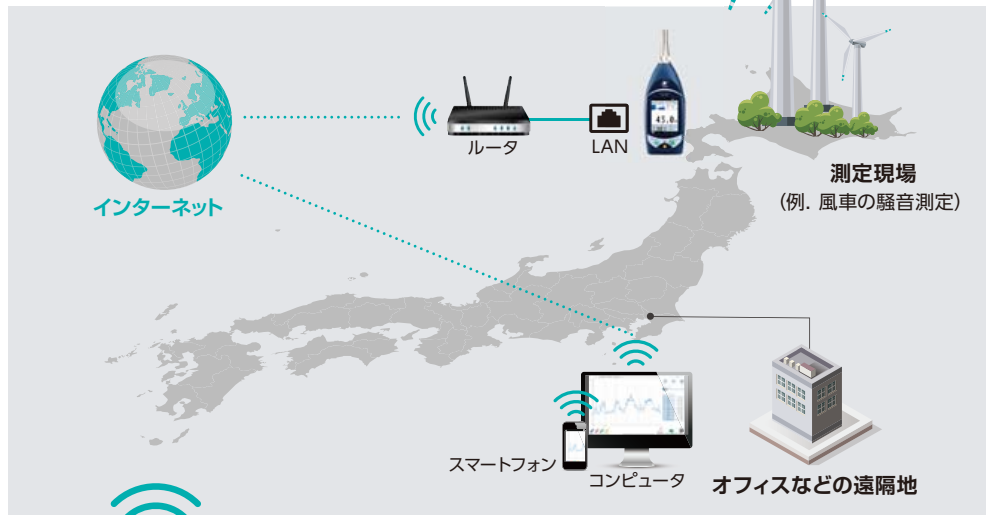 ルータ
LAN
45.0
インターネット
測定現場
(例. 風車の騒音測定)
スマートフォン
コンピュータ
オフィスなどの遠隔地